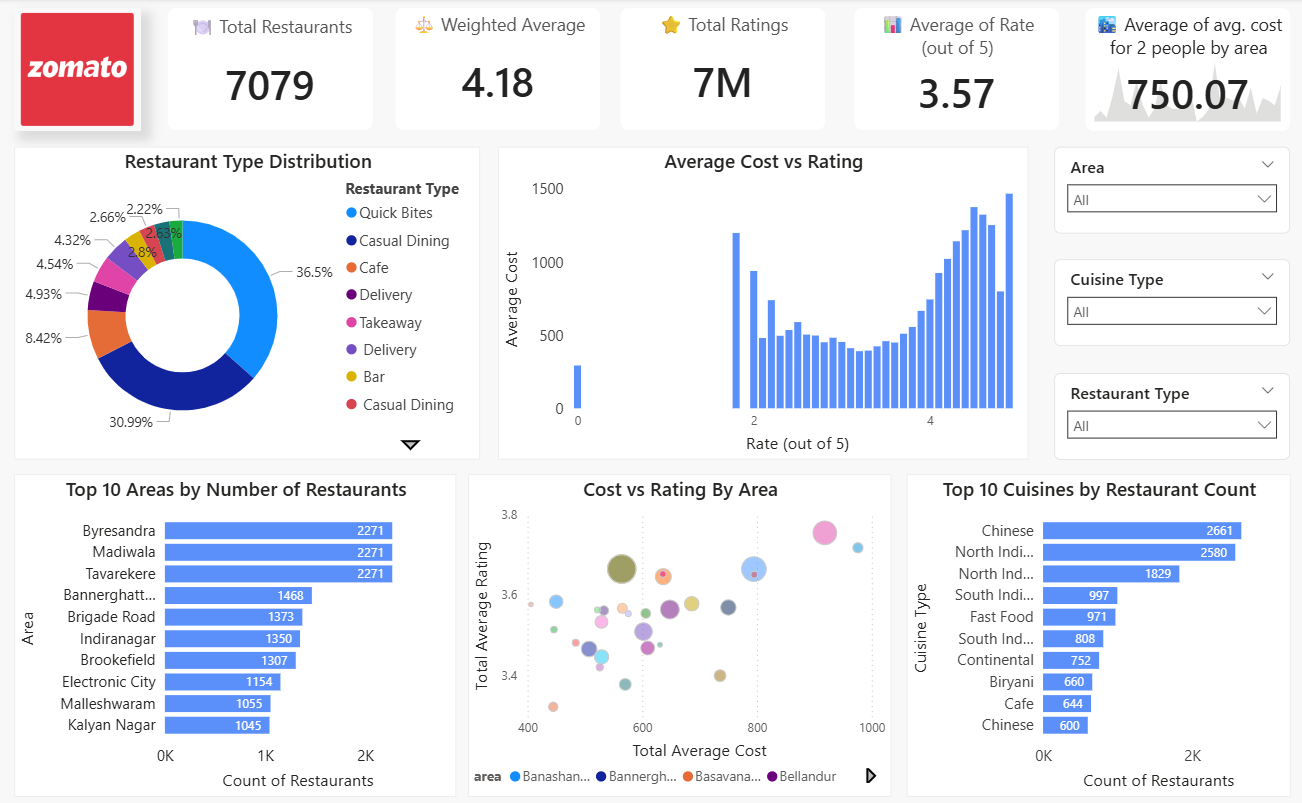 zomato
Total Restaurants
7079
Weighted Average
4.18
Total Ratings
7M
Average of Rate
(out of 5)
3.57
Average of avg. cost
for 2 people by area
750.07
Restaurant Type Distribution
2.22%
2.66%
2.63%
4.32%
2.8%
4.54%
4.93%
8.42%
30.99%
36.5%
Restaurant Type
Quick Bites
Casual Dining
Cafe
Delivery
Takeaway
Delivery
Bar
Casual Dining
Average Cost vs Rating
Average Cost
1500
1000
500
0
0 2 4
Rate (out of 5)
Area
All
Cuisine Type
All
Restaurant Type
All
Top 10 Areas by Number of Restaurants
Area
Byresandra 2271
Madiwala 2271
Tavarekere 2271
Bannerghatt... 1468
Brigade Road 1373
Indiranagar 1350
Brookefield 1307
Electronic City 1154
Malleshwaram 1055
Kalyan Nagar 1045
0K 1K 2K
Count of Restaurants
Cost vs Rating By Area
Total Average Rating
3.8
3.6
3.4
400 600 800 1000
Total Average Cost
area Banashan... Bannergh... Basavana... Bellandur
Top 10 Cuisines by Restaurant Count
Cuisine Type
Chinese 2661
North Indi... 2580
North Ind... 1829
South Indi... 997
Fast Food 971
South Ind... 808
Continental 752
Biryani 660
Cafe 644
Chinese 600
0K 2K
Count of Restaurants